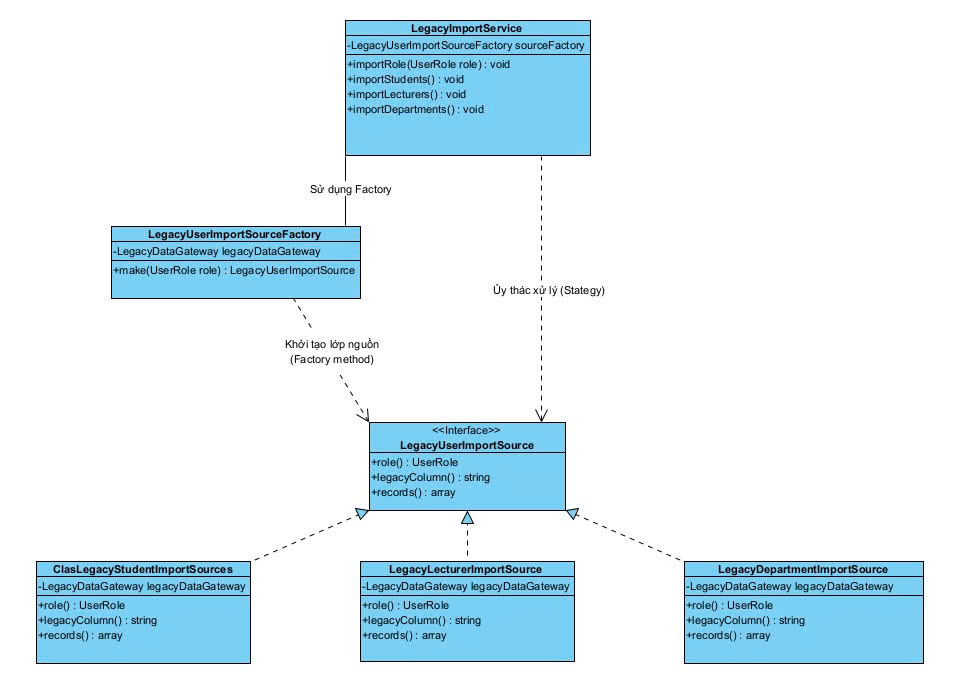 LegacyImportService
-LegacyUserImportSourceFactory sourceFactory
+importRole(UserRole role) : void
+importStudents() : void
+importLecturers() : void
+importDepartments() : void
Sử dụng Factory
LegacyUserImportSourceFactory
-LegacyDataGateway legacyDataGateway
+make(UserRole role) : LegacyUserImportSource
Ủy thác xử lý (Stategy)
Khởi tạo lớp nguồn
(Factory method)
<<Interface>>
LegacyUserImportSource
+role() : UserRole
+legacyColumn() : string
+records() : array
ClasLegacyStudentImportSources
-LegacyDataGateway legacyDataGateway
+role() : UserRole
+legacyColumn() : string
+records() : array
LegacyLecturerImportSource
-LegacyDataGateway legacyDataGateway
+role() : UserRole
+legacyColumn() : string
+records() : array
LegacyDepartmentImportSource
-LegacyDataGateway legacyDataGateway
+role() : UserRole
+legacyColumn() : string
+records() : array